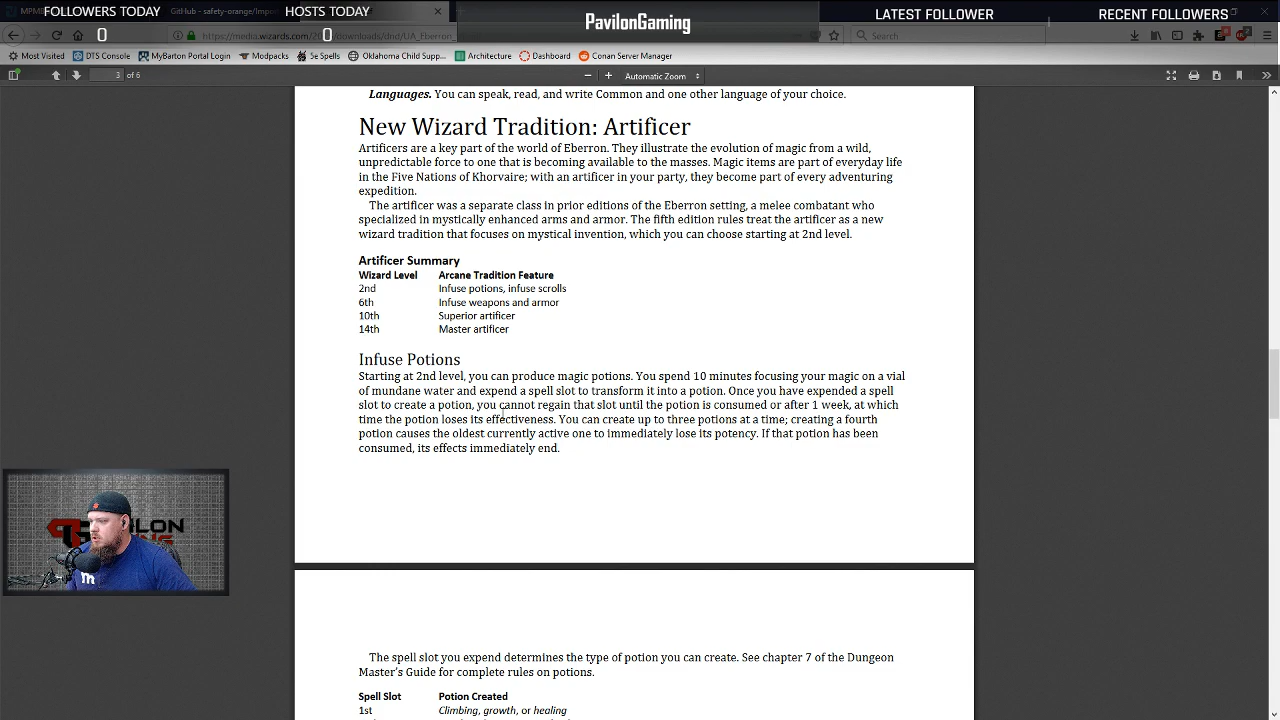 FOLLOWERS TODAY
HOSTS TODAY
0
0
PavilonGaming
LATEST FOLLOWER
RECENT FOLLOWERS
MPM
GitHub - safety-orange/Impro
https://media.wizards.com/20 /downloads/dnd/UA_Eberron_
Search
Most Visited
DTS Console
MyBarton Portal Login
Modpacks
5e Spells
Oklahoma Child Supp...
Architecture
Dashboard
Conan Server Manager
3 of 6
Automatic Zoom
Languages. You can speak, read, and write Common and one other language of your choice.
New Wizard Tradition: Artificer
Artificers are a key part of the world of Eberron. They illustrate the evolution of magic from a wild,
unpredictable force to one that is becoming available to the masses. Magic items are part of everyday life
in the Five Nations of Khorvaire; with an artificer in your party, they become part of every adventuring
expedition.
The artificer was a separate class in prior editions of the Eberron setting, a melee combatant who
specialized in mystically enhanced arms and armor. The fifth edition rules treat the artificer as a new
wizard tradition that focuses on mystical invention, which you can choose starting at 2nd level.
Artificer Summary
Wizard Level Arcane Tradition Feature
2nd Infuse potions, infuse scrolls
6th Infuse weapons and armor
10th Superior artificer
14th Master artificer
Infuse Potions
Starting at 2nd level, you can produce magic potions. You spend 10 minutes focusing your magic on a vial
of mundane water and expend a spell slot to transform it into a potion. Once you have expended a spell
slot to create a potion, you cannot regain that slot until the potion is consumed or after 1 week, at which
time the potion loses its effectiveness. You can create up to three potions at a time; creating a fourth
potion causes the oldest currently active one to immediately lose its potency. If that potion has been
consumed, its effects immediately end.
The spell slot you expend determines the type of potion you can create. See chapter 7 of the Dungeon
Master's Guide for complete rules on potions.
Spell Slot Potion Created
1st Climbing, growth, or healing